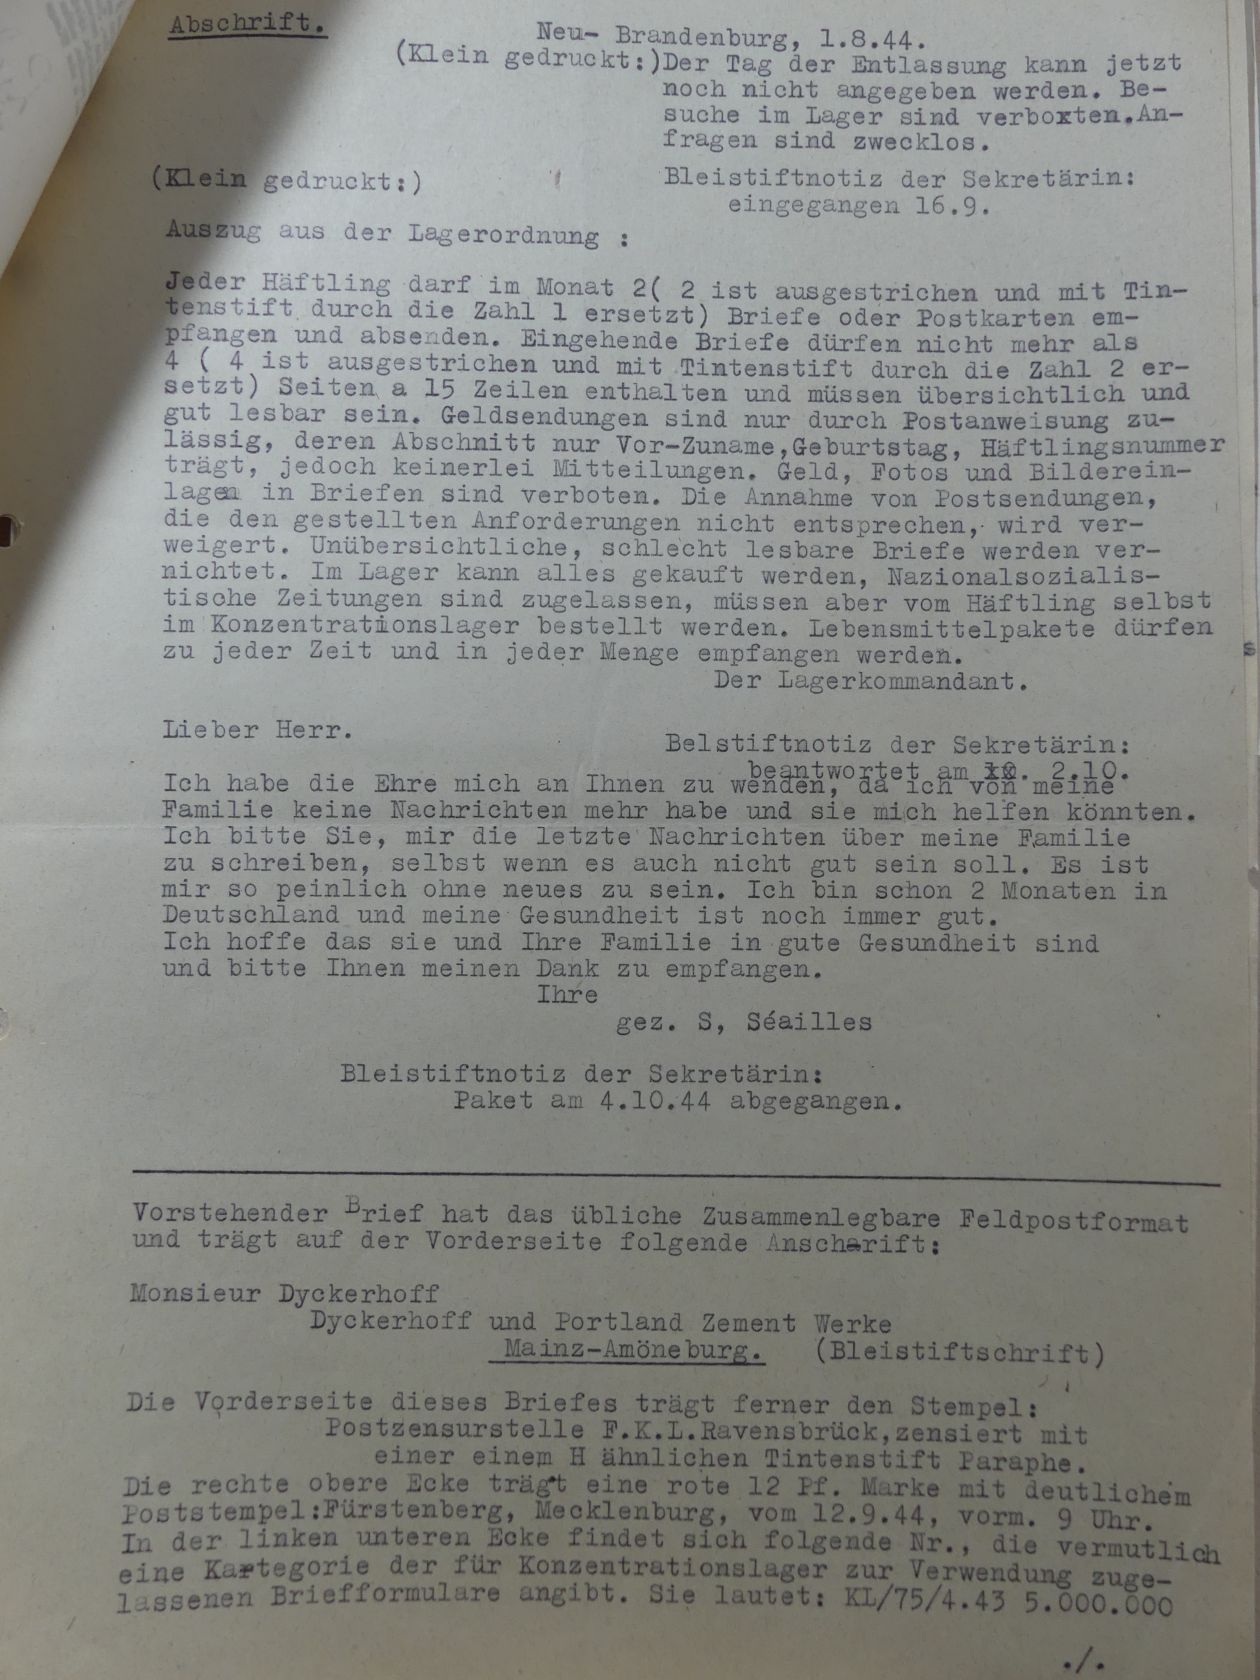 Abschrift.
Neu- Brandenburg, 1.8.44.
(Klein gedruckt:)Der Tag der Entlassung kann jetzt
noch nicht angegeben werden. Be-
suche im Lager sind verboxten.An-
fragen sind zwecklos.
(Klein gedruckt:)
Bleistiftnotiz der Sekretärin:
eingegangen 16.9.
Auszug aus der Lagerordnung :
Jeder Häftling darf im Monat 2( 2 ist ausgestrichen und mit Tin-
tenstift durch die Zahl 1 ersetzt) Briefe oder Postkarten em-
pfangen und absenden. Eingehende Briefe dürfen nicht mehr als
4 ( 4 ist ausgestrichen und mit Tintenstift durch die Zahl 2 er-
setzt) Seiten a 15 Zeilen enthalten und müssen übersichtlich und
gut lesbar sein. Geldsendungen sind nur durch Postanweisung zu-
lässig, deren Abschnitt nur Vor-Zuname,Geburtstag, Häftlingsnummer
trägt, jedoch keinerlei Mitteilungen. Geld, Fotos und Bilderein-
lagen in Briefen sind verboten. Die Annahme von Postsendungen,
die den gestellten Anforderungen nicht entsprechen, wird ver-
weigert. Unübersichtliche, schlecht lesbare Briefe werden ver-
nichtet. Im Lager kann alles gekauft werden, Nazionalsozialis-
tische Zeitungen sind zugelassen, müssen aber vom Häftling selbst
im Konzentrationslager bestellt werden. Lebensmittelpakete dürfen
zu jeder Zeit und in jeder Menge empfangen werden.
Der Lagerkommandant.
Lieber Herr.
Belstiftnotiz der Sekretärin:
beantwortet am 10. 2.10.
Ich habe die Ehre mich an Ihnen zu wenden, da ich von meine
Familie keine Nachrichten mehr habe und sie mich helfen könnten.
Ich bitte Sie, mir die letzte Nachrichten über meine Familie
zu schreiben, selbst wenn es auch nicht gut sein soll. Es ist
mir so peinlich ohne neues zu sein. Ich bin schon 2 Monaten in
Deutschland und meine Gesundheit ist noch immer gut.
Ich hoffe das sie und Ihre Familie in gute Gesundheit sind
und bitte Ihnen meinen Dank zu empfangen.
Ihre
gez. S, Séailles
Bleistiftnotiz der Sekretärin:
Paket am 4.10.44 abgegangen.
Vorstehender Brief hat das übliche Zusammenlegbare Feldpostformat
und trägt auf der Vorderseite folgende Anscharift:
Monsieur Dyckerhoff
Dyckerhoff und Portland Zement Werke
Mainz-Amöneburg. (Bleistiftschrift)
Die Vorderseite dieses Briefes trägt ferner den Stempel:
Postzensurstelle F.K.L.Ravensbrück,zensiert mit
einer einem H ähnlichen Tintenstift Paraphe.
Die rechte obere Ecke trägt eine rote 12 Pf. Marke mit deutlichem
Poststempel:Fürstenberg, Mecklenburg, vom 12.9.44, vorm. 9 Uhr.
In der linken unteren Ecke findet sich folgende Nr., die vermutlich
eine Kartegorie der für Konzentrationslager zur Verwendung zuge-
lassenen Briefformulare angibt. Sie lautet: KL/75/4.43 5.000.000
./.